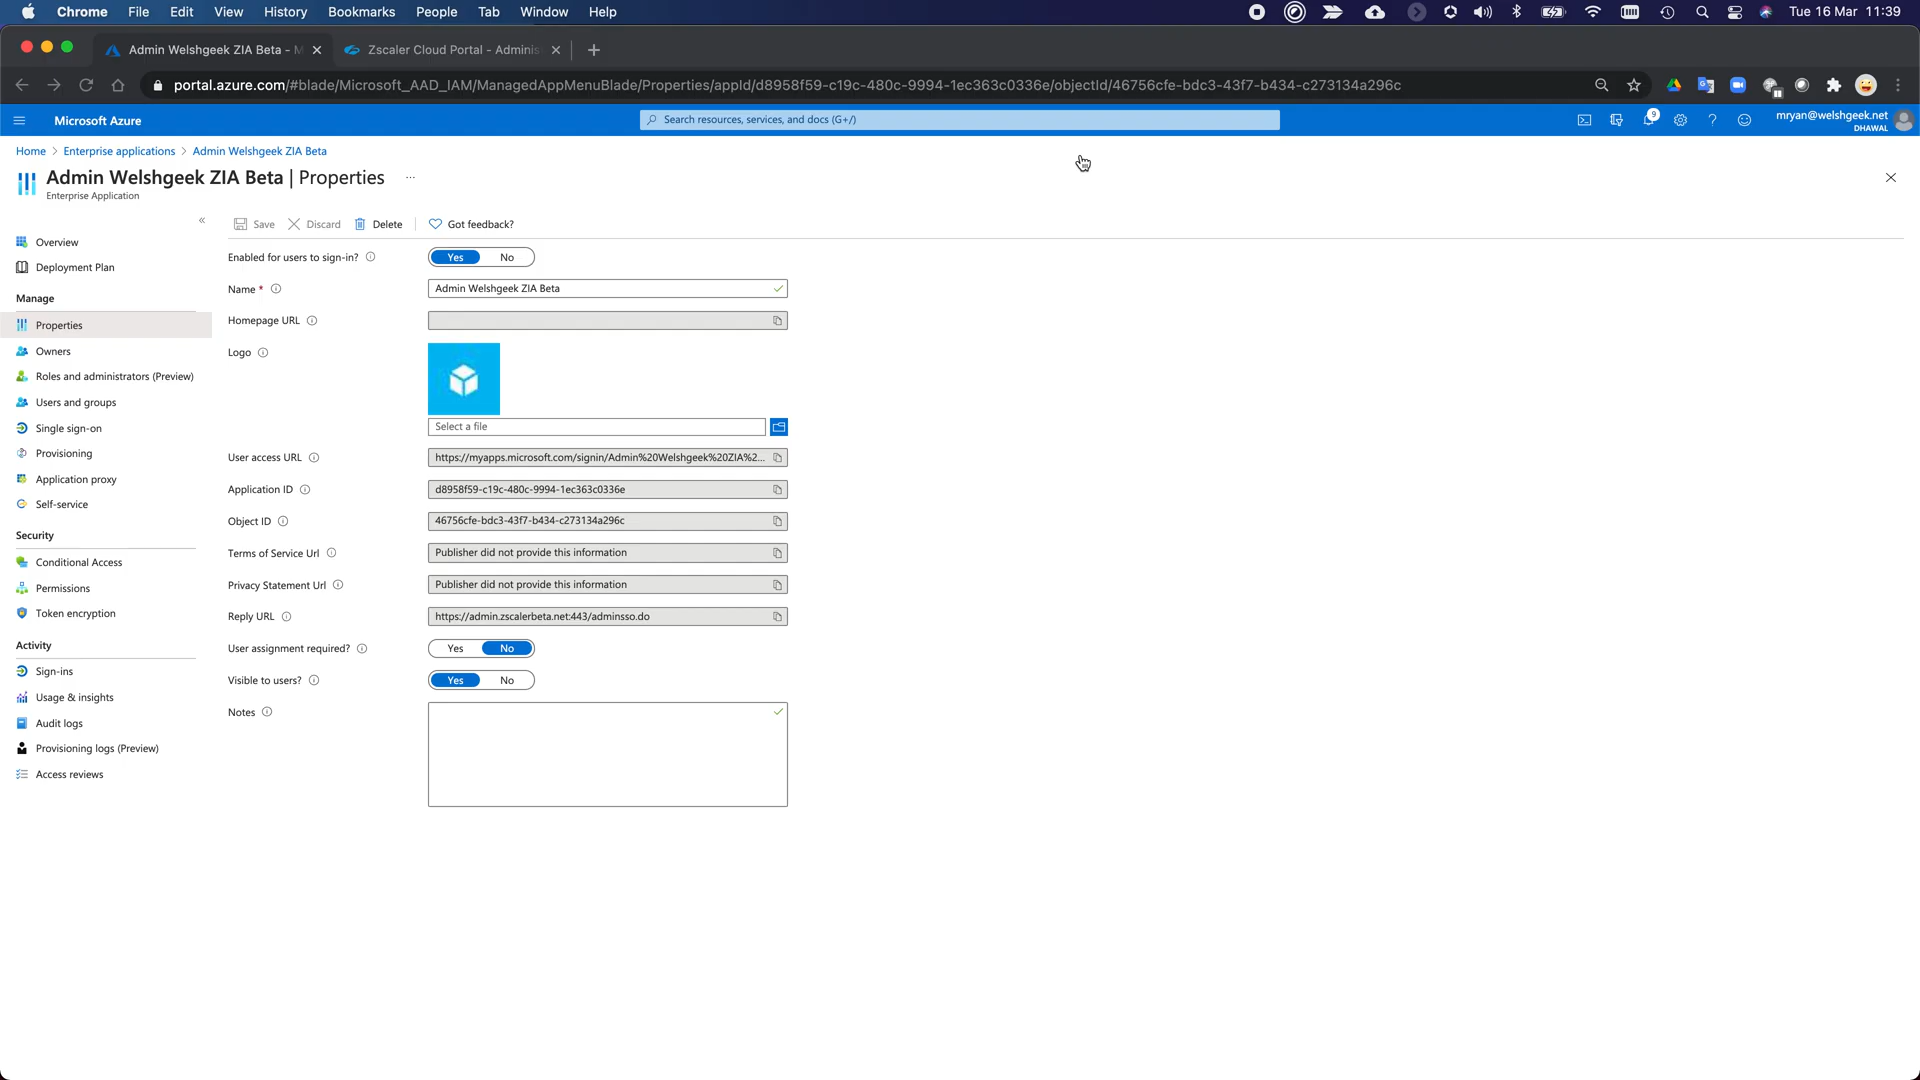 Chrome File Edit View History Bookmarks People Tab Window Help Tue 16 Mar 11:39
Admin Welshgeek ZIA Beta - M Zscaler Cloud Portal - Adminis
portal.azure.com/#blade/Microsoft_AAD_IAM/ManagedAppMenuBlade/Properties/appId/d8958f59-c19c-480c-9994-1ec363c0336e/objectId/46756cfe-bdc3-43f7-b434-c273134a296c
Microsoft Azure
Search resources, services, and docs (G+/)
9
mryan@welshgeek.net
DHAWAL
Home > Enterprise applications > Admin Welshgeek ZIA Beta
Admin Welshgeek ZIA Beta | Properties ...
Enterprise Application
«
Overview
Deployment Plan
Manage
Properties
Owners
Roles and administrators (Preview)
Users and groups
Single sign-on
Provisioning
Application proxy
Self-service
Security
Conditional Access
Permissions
Token encryption
Activity
Sign-ins
Usage & insights
Audit logs
Provisioning logs (Preview)
Access reviews
Save Discard Delete Got feedback?
Enabled for users to sign-in? Yes No
Name * Admin Welshgeek ZIA Beta
Homepage URL
Logo
Select a file
User access URL https://myapps.microsoft.com/signin/Admin%20Welshgeek%20ZIA%2...
Application ID d8958f59-c19c-480c-9994-1ec363c0336e
Object ID 46756cfe-bdc3-43f7-b434-c273134a296c
Terms of Service Url Publisher did not provide this information
Privacy Statement Url Publisher did not provide this information
Reply URL https://admin.zscalerbeta.net:443/adminsso.do
User assignment required? Yes No
Visible to users? Yes No
Notes